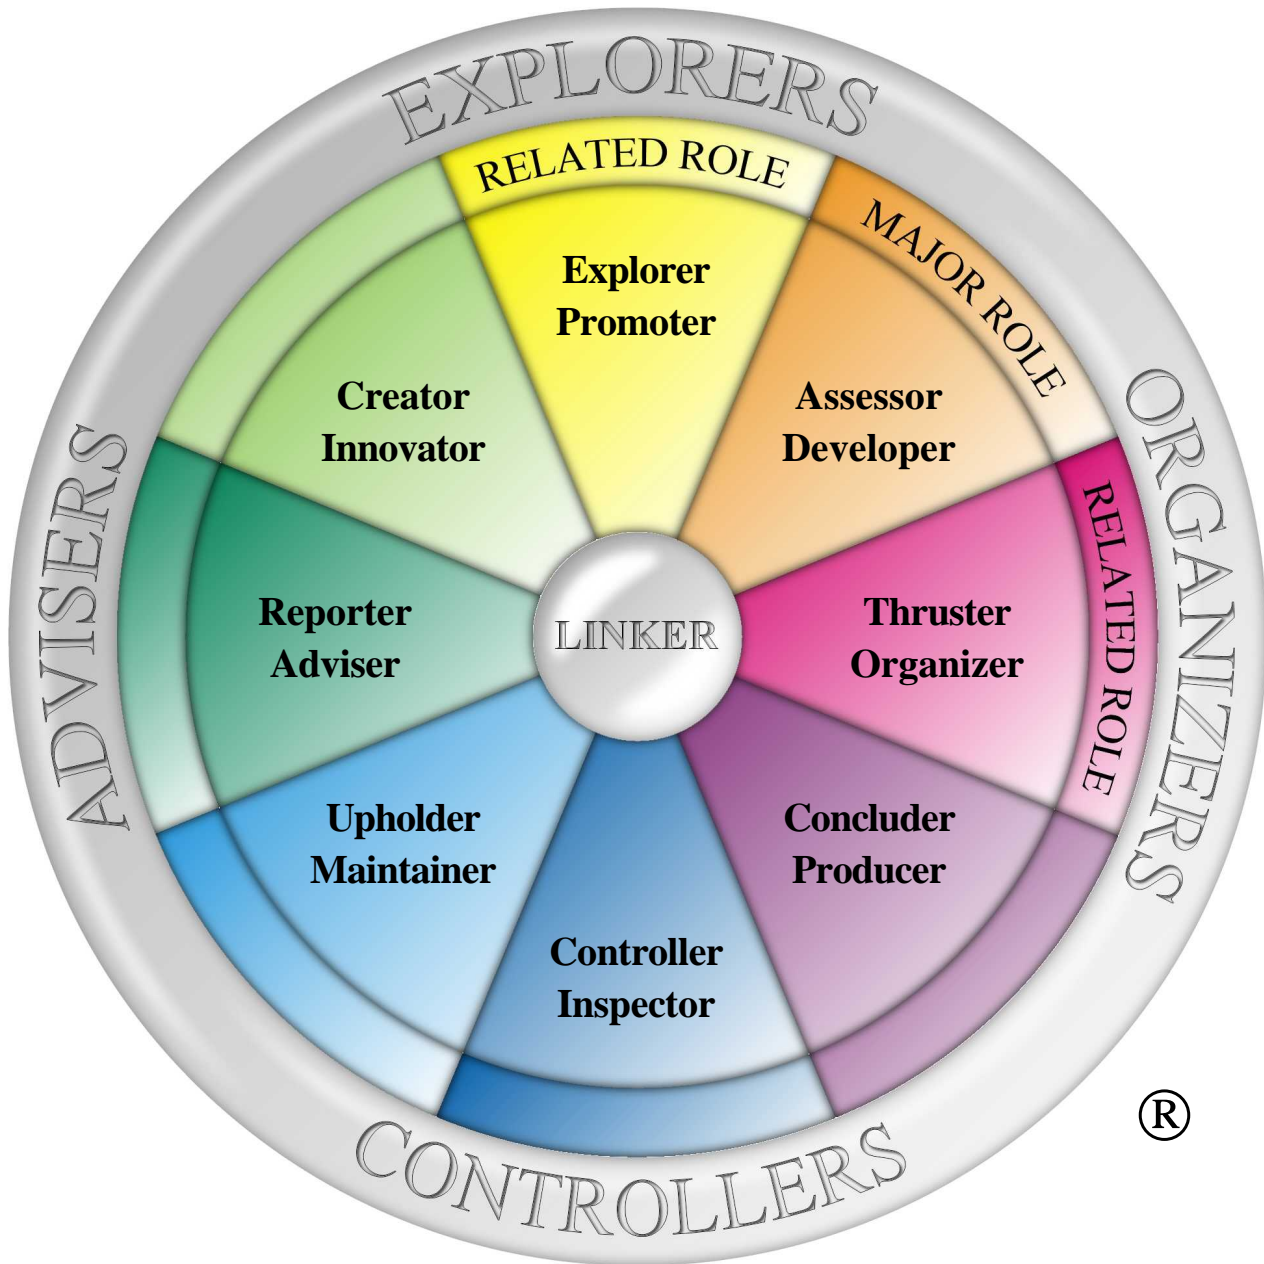 EXPLORERS
RELATED ROLE
MAJOR ROLE
Explorer
Promoter
Creator
Innovator
Assessor
Developer
ORGANIZERS
RELATED ROLE
ADVISERS
Reporter
Adviser
LINKER
Thruster
Organizer
Upholder
Maintainer
Concluder
Producer
Controller
Inspector
CONTROLLERS
®